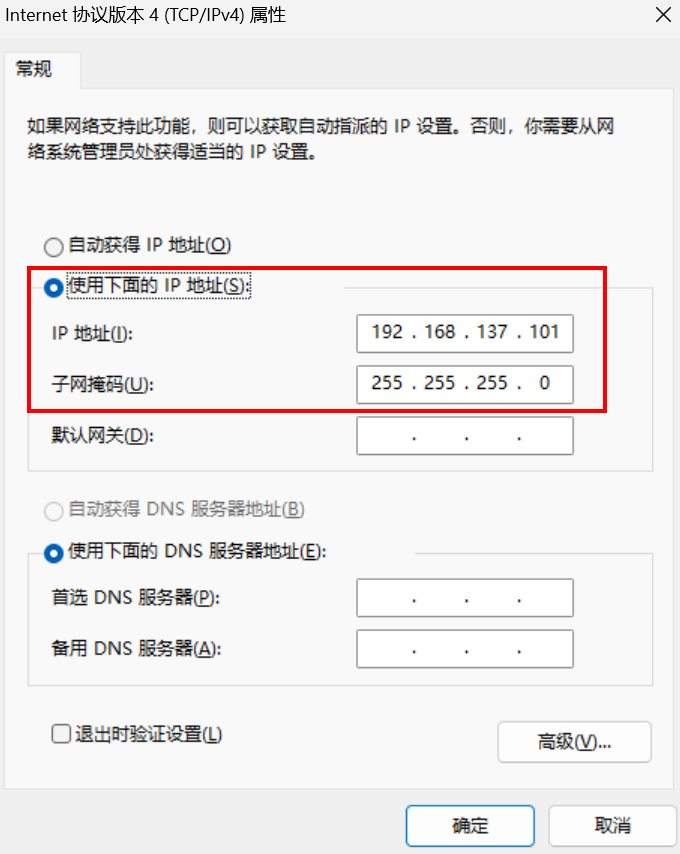 Internet 协议版本 4 (TCP/IPv4) 属性
常规
如果网络支持此功能，则可以获取自动指派的 IP 设置。否则，你需要从网
络系统管理员处获得适当的 IP 设置。
自动获得 IP 地址(O)
使用下面的 IP 地址(S):
IP 地址(I): 192 . 168 . 137 . 101
子网掩码(U): 255 . 255 . 255 . 0
默认网关(D): . . .
自动获得 DNS 服务器地址(B)
使用下面的 DNS 服务器地址(E):
首选 DNS 服务器(P): . . .
备用 DNS 服务器(A): . . .
退出时验证设置(L)
高级(V)...
确定 取消